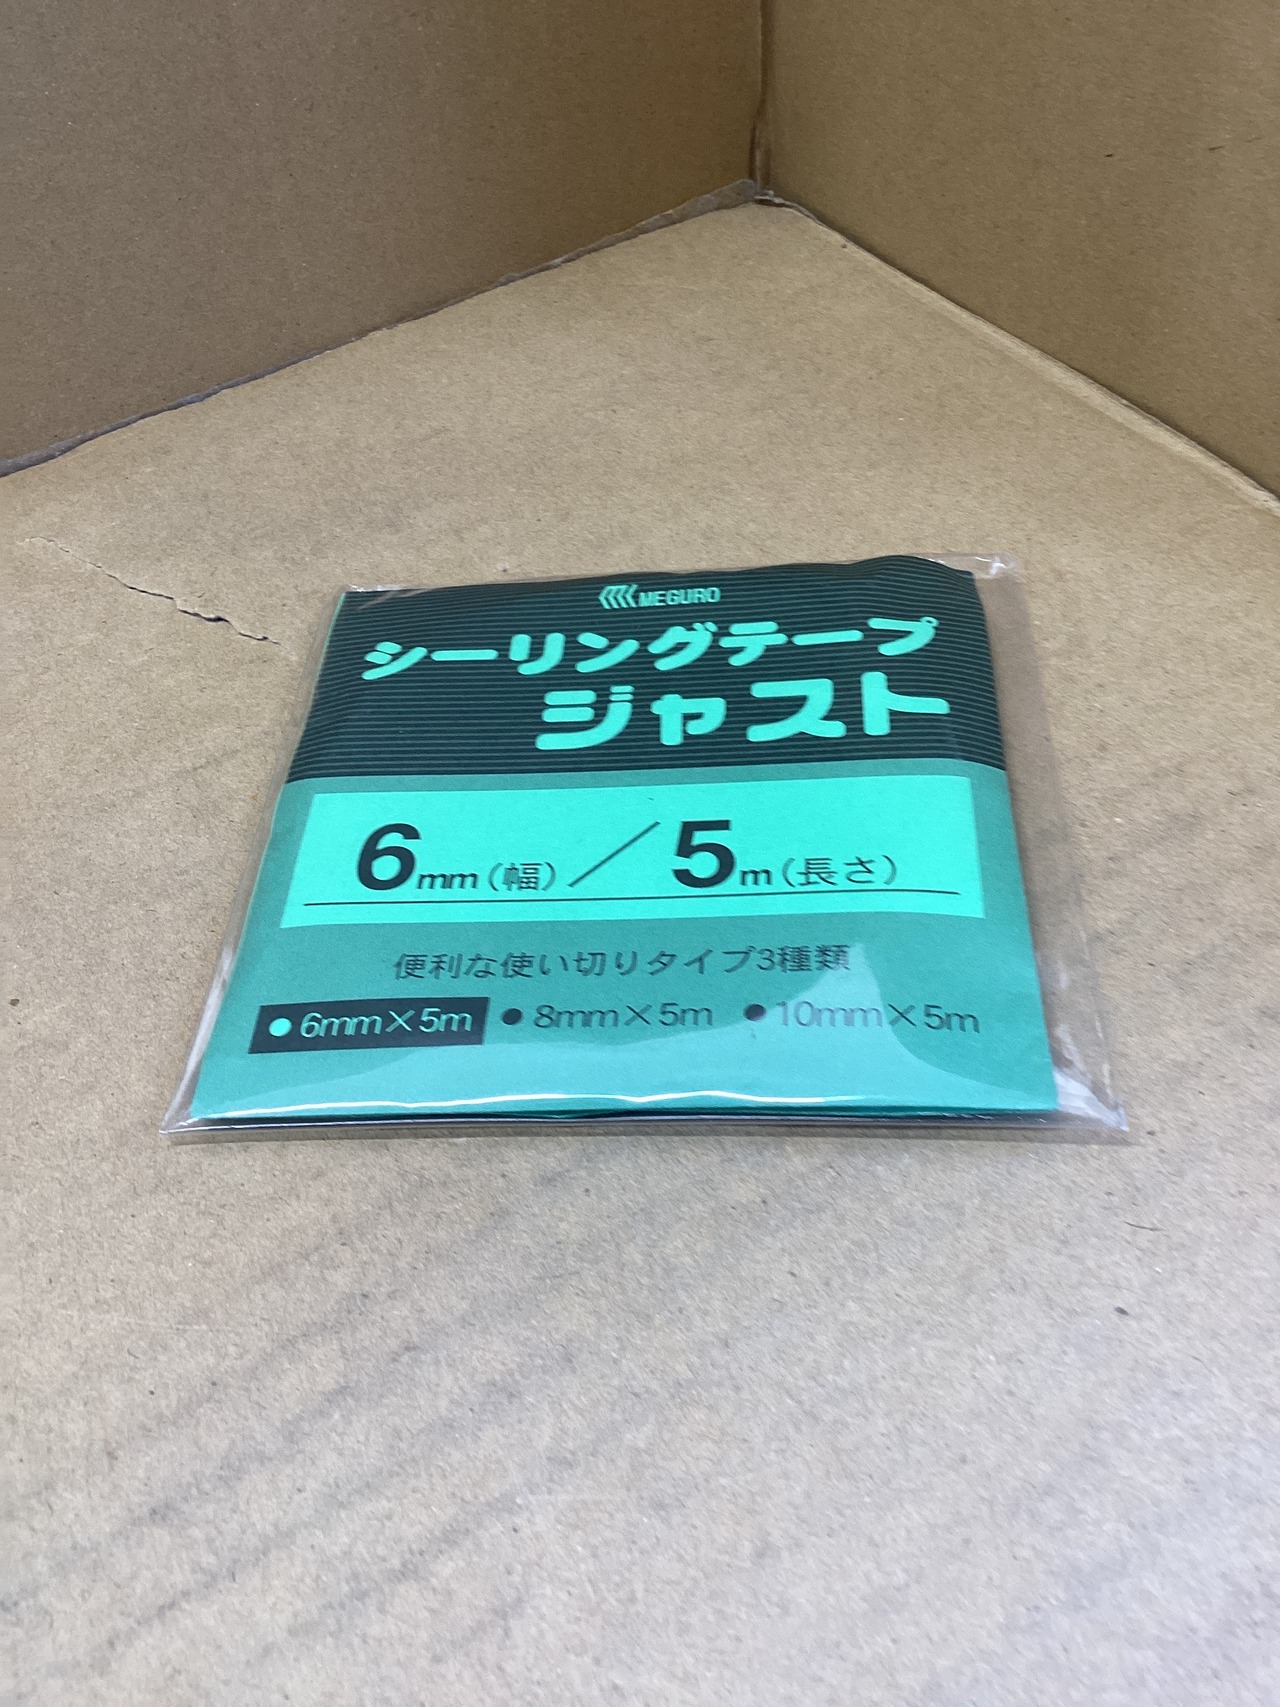 MEGURO
シーリングテープ
ジャスト
6mm(幅)/5m(長さ)
便利な使い切りタイプ3種類
●6mm×5m ●8mm×5m ●10mm×5m